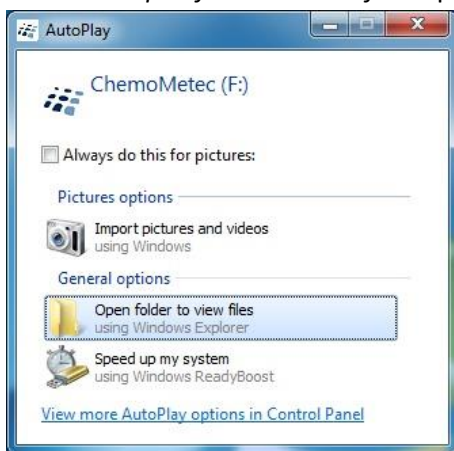 AutoPlay
ChemoMetec (F:)
Always do this for pictures:
Pictures options
Import pictures and videos
using Windows
General options
Open folder to view files
using Windows Explorer
Speed up my system
using Windows ReadyBoost
View more AutoPlay options in Control Panel